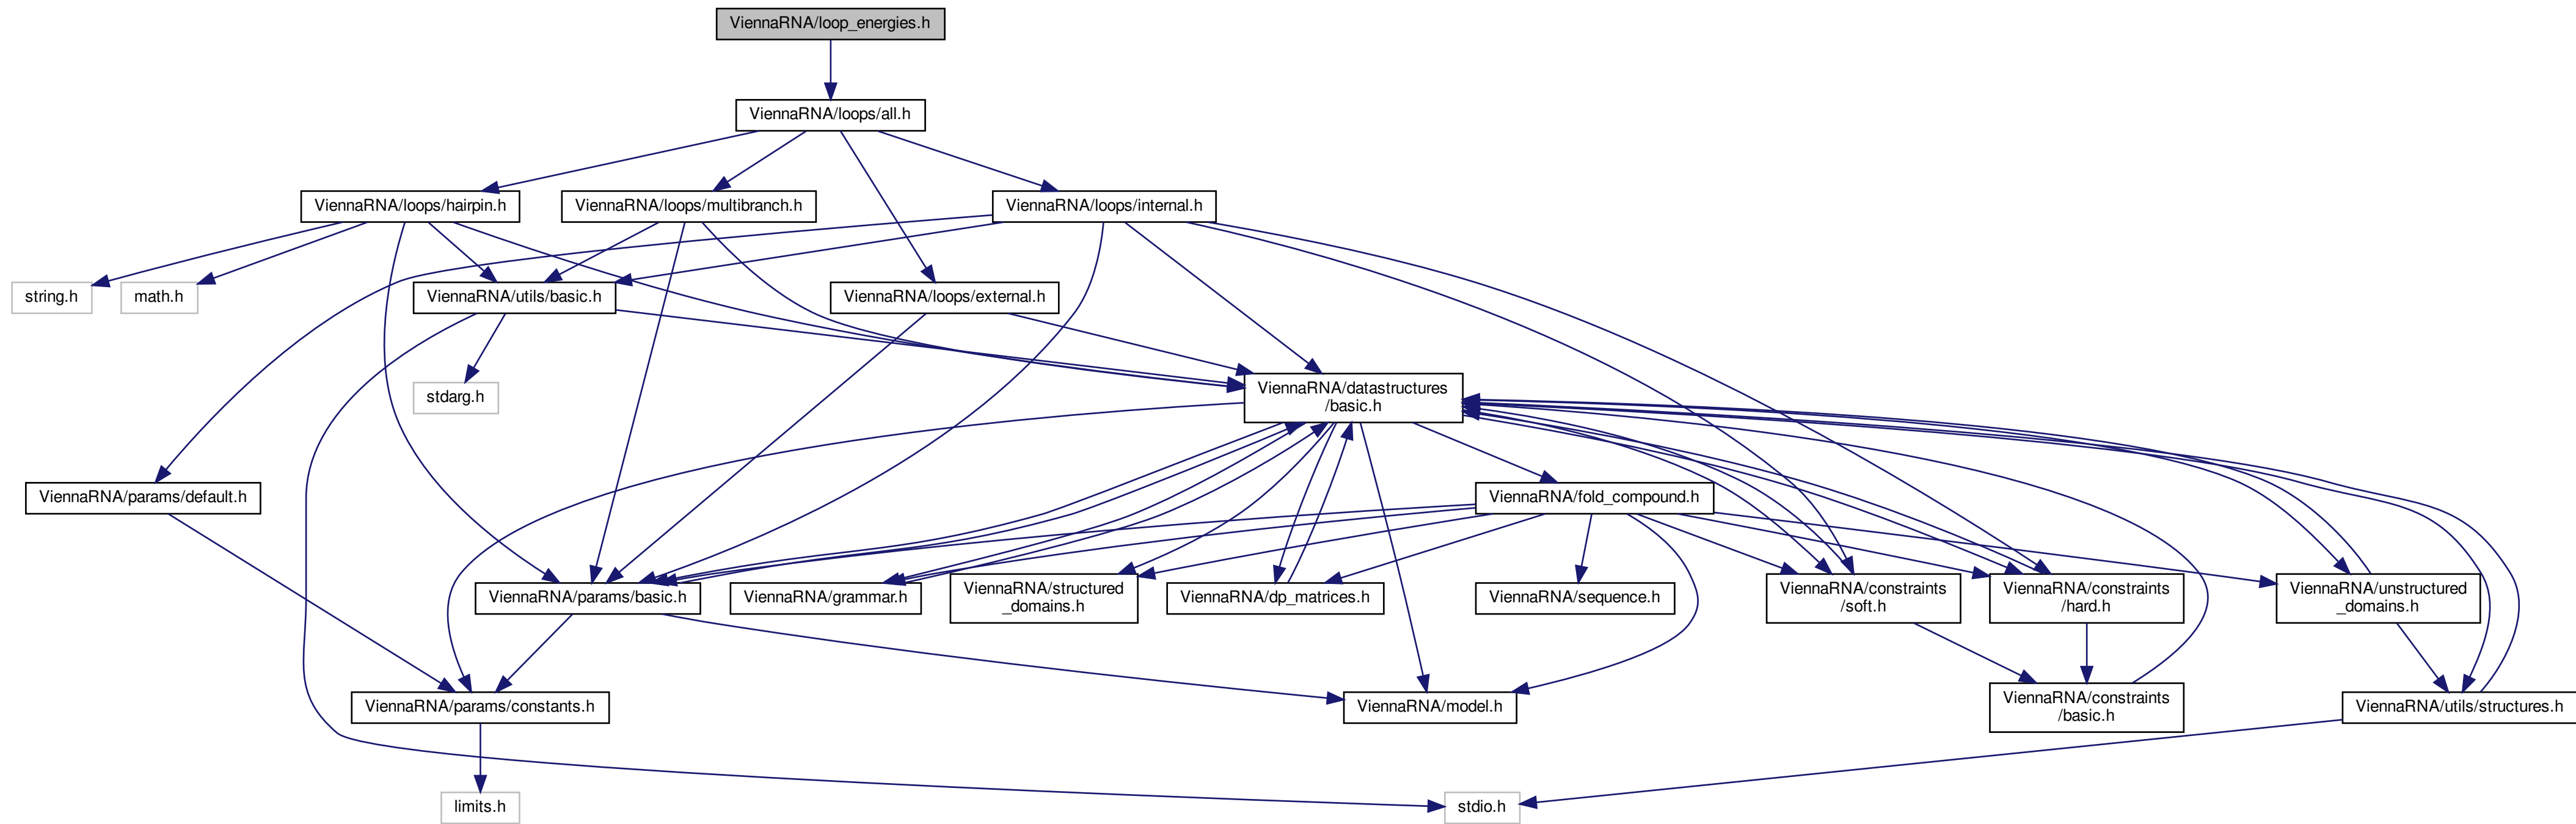 ViennaRNA/loop_energies.h
ViennaRNA/loops/all.h
ViennaRNA/loops/hairpin.h
ViennaRNA/loops/multibranch.h
ViennaRNA/loops/internal.h
string.h
math.h
ViennaRNA/utils/basic.h
ViennaRNA/loops/external.h
stdarg.h
ViennaRNA/datastructures
/basic.h
ViennaRNA/params/default.h
ViennaRNA/fold_compound.h
ViennaRNA/params/basic.h
ViennaRNA/grammar.h
ViennaRNA/structured
_domains.h
ViennaRNA/dp_matrices.h
ViennaRNA/sequence.h
ViennaRNA/constraints
/soft.h
ViennaRNA/constraints
/hard.h
ViennaRNA/unstructured
_domains.h
ViennaRNA/params/constants.h
ViennaRNA/model.h
ViennaRNA/constraints
/basic.h
ViennaRNA/utils/structures.h
limits.h
stdio.h